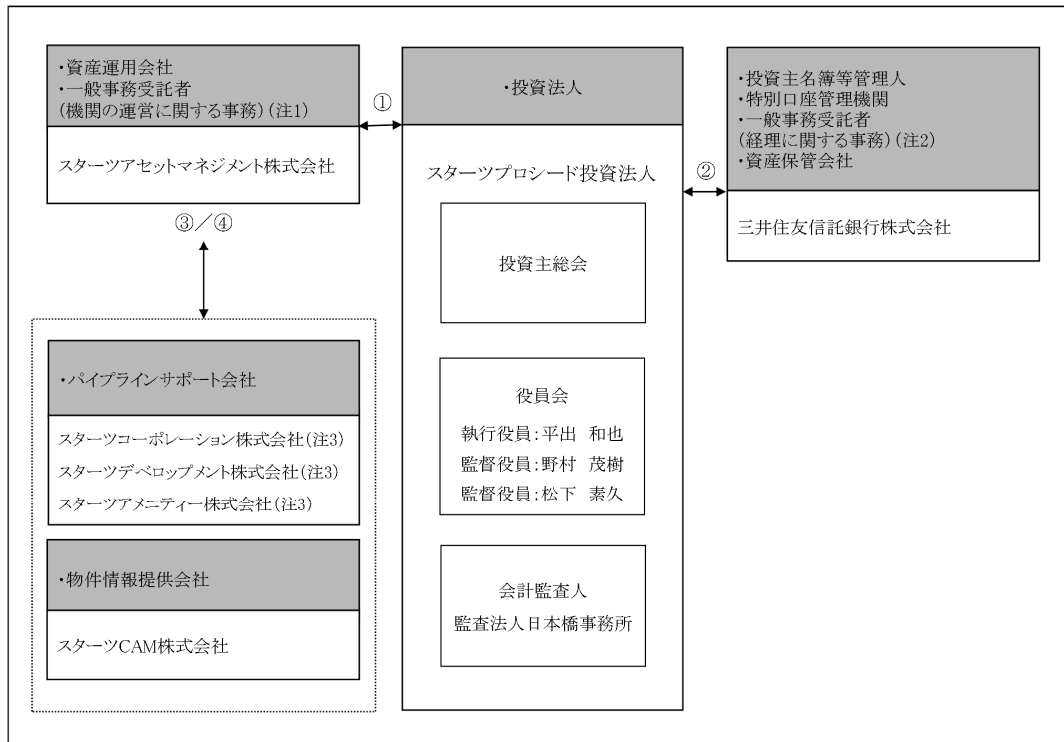 ・資産運用会社
・一般事務受託者
(機関の運営に関する事務)(注1)
スターツアセットマネジメント株式会社
①
③／④
・パイプラインサポート会社
スターツコーポレーション株式会社(注3)
スターツデベロップメント株式会社(注3)
スターツアメニティー株式会社(注3)
・物件情報提供会社
スターツCAM株式会社
・投資法人
スターツプロシード投資法人
投資主総会
役員会
執行役員：平出　和也
監督役員：野村　茂樹
監督役員：松下　素久
会計監査人
監査法人日本橋事務所
②
・投資主名簿等管理人
・特別口座管理機関
・一般事務受託者
(経理に関する事務)(注2)
・資産保管会社
三井住友信託銀行株式会社